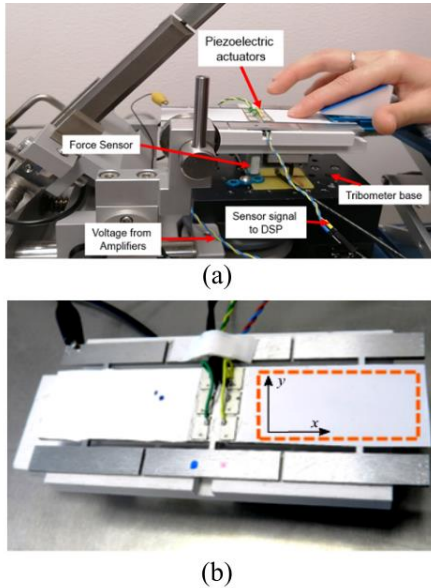 Piezoelectric
actuators
Force Sensor
Tribometer base
Sensor signal
to DSP
Voltage from
Amplifiers
(a)
y
x
(b)